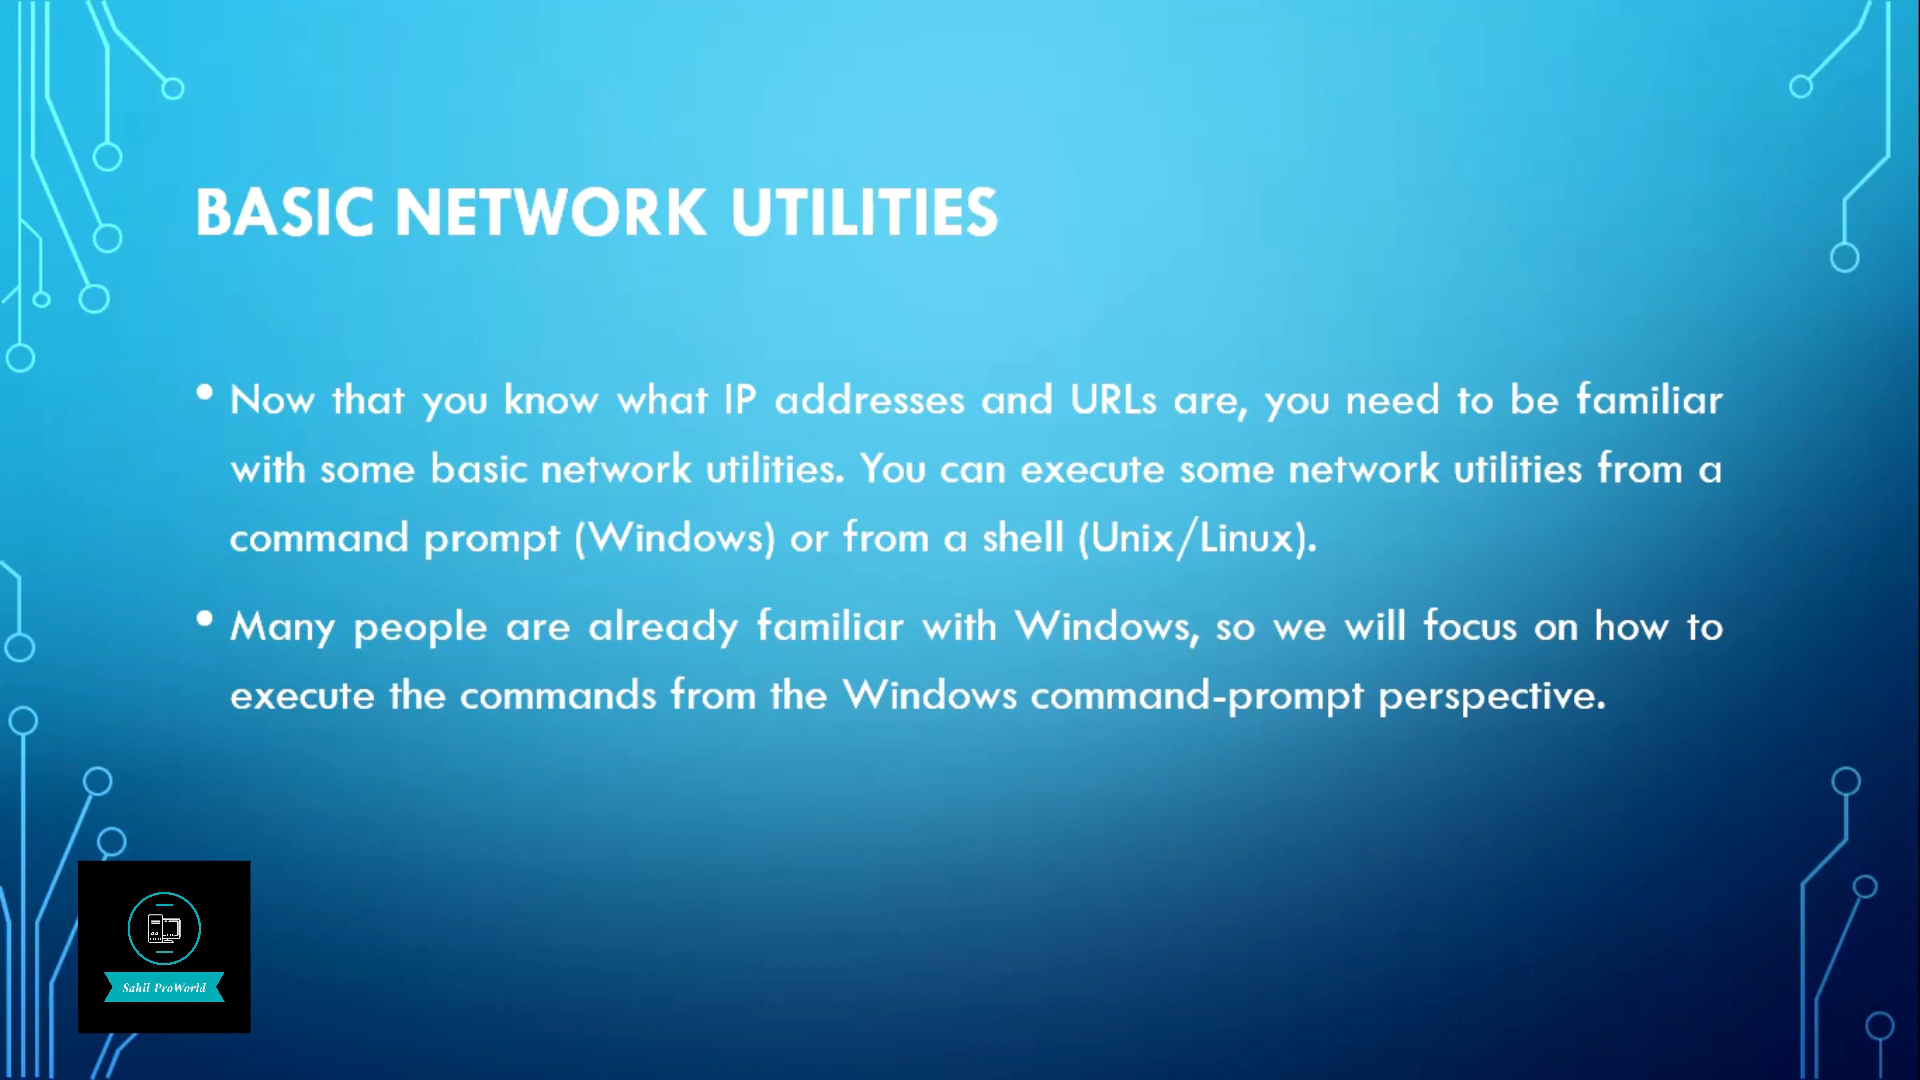 BASIC NETWORK UTILITIES
• Now that you know what IP addresses and URLs are, you need to be familiar
with some basic network utilities. You can execute some network utilities from a
command prompt (Windows) or from a shell (Unix/Linux).
• Many people are already familiar with Windows, so we will focus on how to
execute the commands from the Windows command-prompt perspective.
Sahil ProWorld